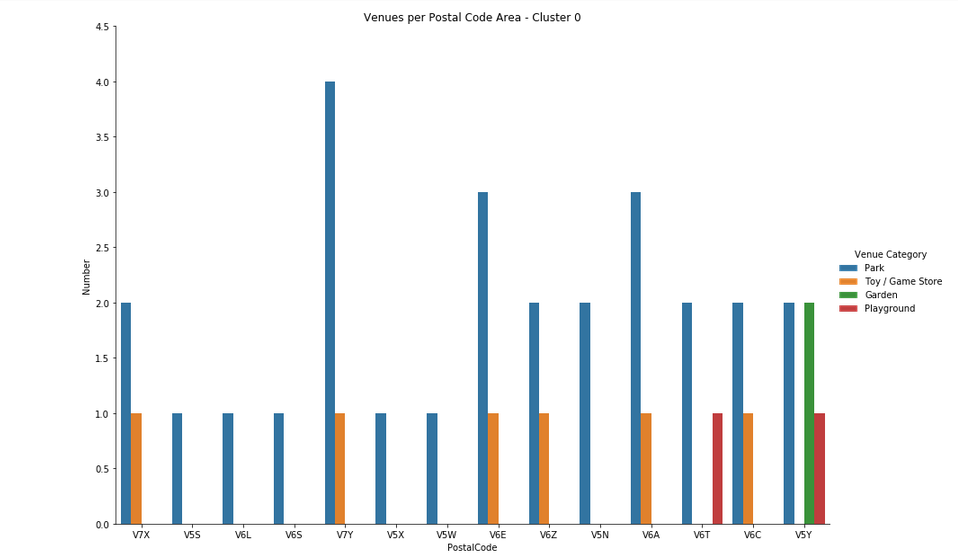 Venues per Postal Code Area - Cluster 0
4.5
4.0
3.5
3.0
2.5
2.0
1.5
1.0
0.5
0.0
Number
V7X V5S V6L V6S V7Y V5X V5W V6E V6Z V5N V6A V6T V6C V5Y
PostalCode
Venue Category
Park
Toy / Game Store
Garden
Playground